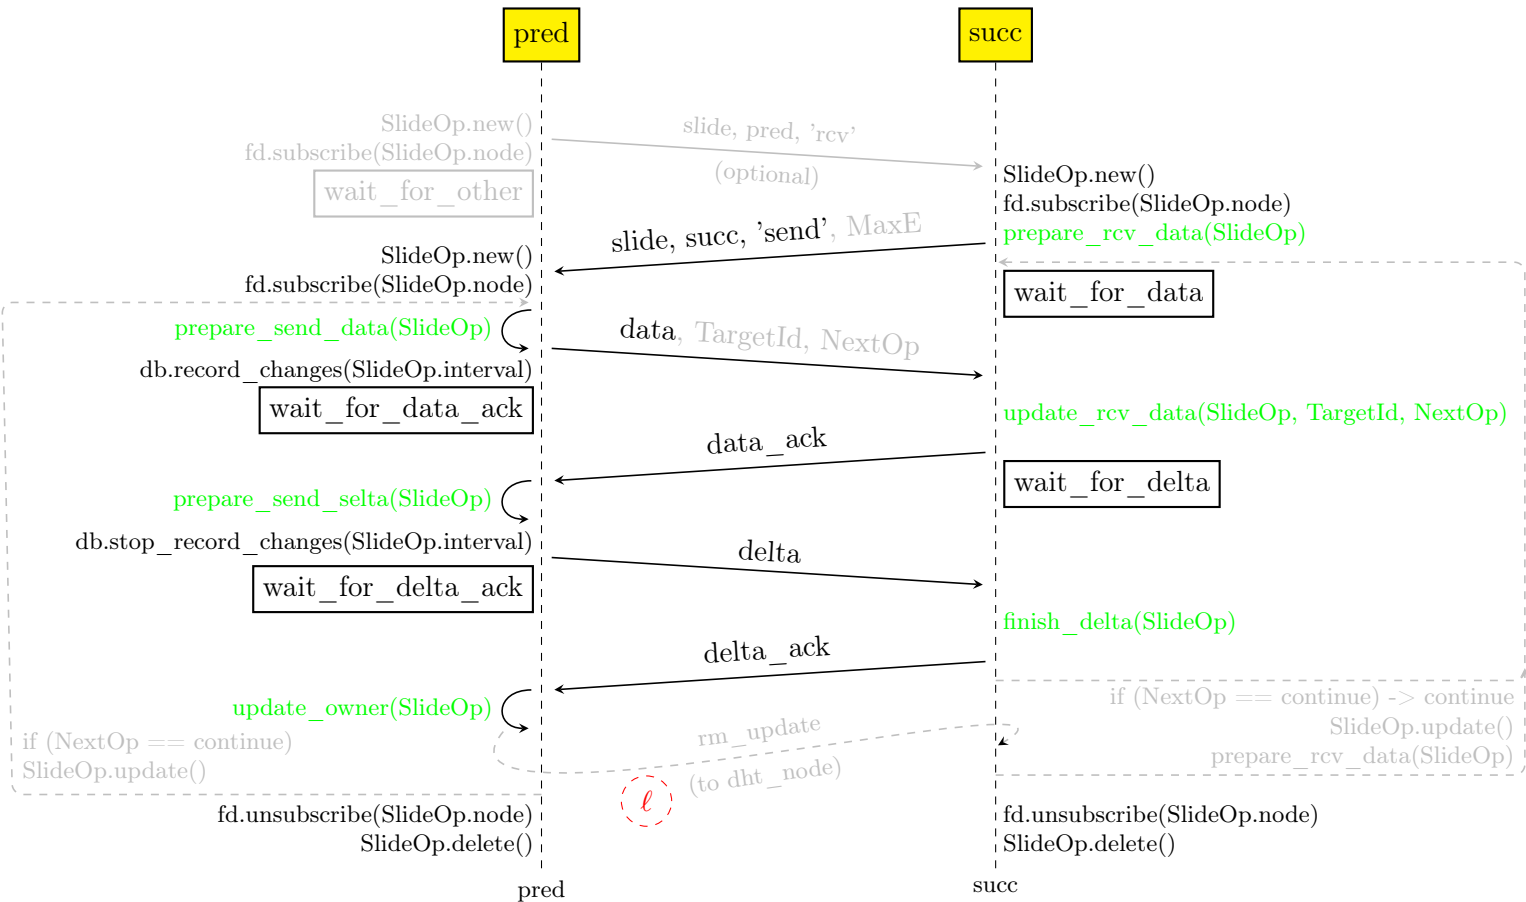 pred
succ
SlideOp.new()
fd.subscribe(SlideOp.node)
wait_for_other
slide, pred, 'rcv'
(optional)
SlideOp.new()
fd.subscribe(SlideOp.node)
prepare_rcv_data(SlideOp)
slide, succ, 'send', MaxE
SlideOp.new()
fd.subscribe(SlideOp.node)
wait_for_data
prepare_send_data(SlideOp)
data, TargetId, NextOp
db.record_changes(SlideOp.interval)
wait_for_data_ack
update_rcv_data(SlideOp, TargetId, NextOp)
data_ack
wait_for_delta
prepare_send_selta(SlideOp)
db.stop_record_changes(SlideOp.interval)
delta
wait_for_delta_ack
finish_delta(SlideOp)
delta_ack
update_owner(SlideOp)
if (NextOp == continue) -> continue
SlideOp.update()
prepare_rcv_data(SlideOp)
if (NextOp == continue)
SlideOp.update()
rm_update
(to dht_node)
ℓ
fd.unsubscribe(SlideOp.node)
SlideOp.delete()
fd.unsubscribe(SlideOp.node)
SlideOp.delete()
pred
succ